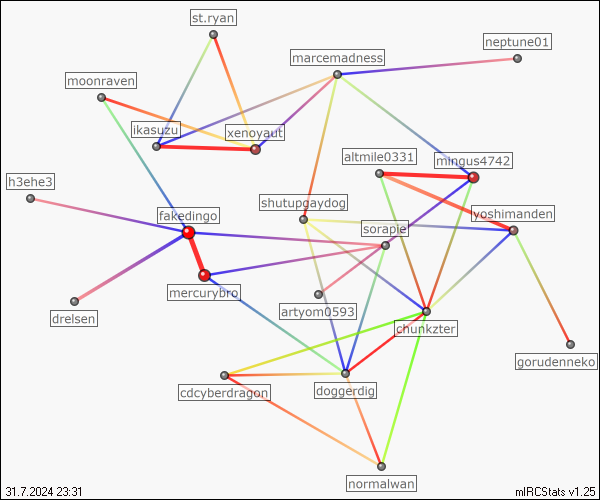 st.ryan
neptune01
marcemadness
moonraven
ikasuzu
xenoyaut
altmile0331
mingus4742
h3ehe3
shutupgaydog
yoshimanden
fakedingo
sorapie
mercurybro
artyom0593
drelsen
chunkzter
gorudenneko
cdcyberdragon
doggerdig
normalwan
31.7.2024 23:31
mIRCStats v1.25